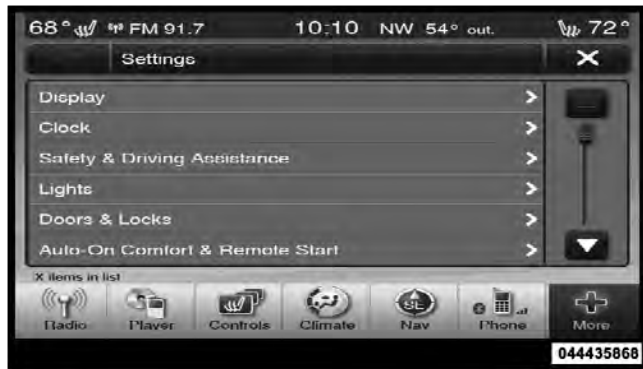 68° FM 91.7 10:10 NW 54° out. 72°
Settings X
Display >
Clock >
Safety & Driving Assistance >
Lights >
Doors & Locks >
Auto-On Comfort & Remote Start >
X items in list
Radio Player Controls Climate Nav Phone More
SE
044435868